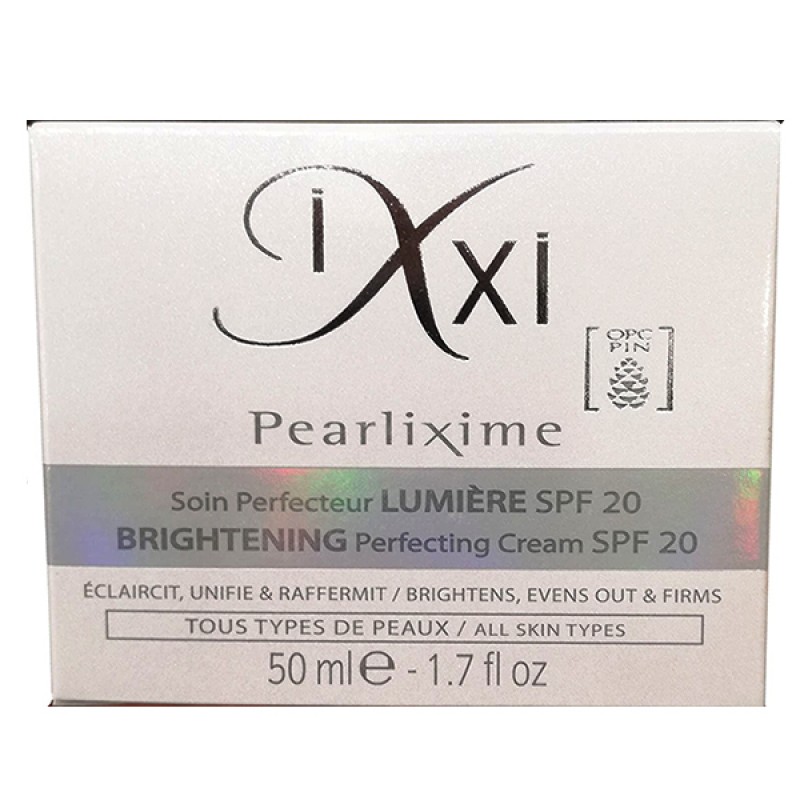 iXxi
OPC
PIN
Pearlixime
Soin Perfecteur LUMIÈRE SPF 20
BRIGHTENING Perfecting Cream SPF 20
ÉCLAIRCIT, UNIFIE & RAFFERMIT / BRIGHTENS, EVENS OUT & FIRMS
TOUS TYPES DE PEAUX / ALL SKIN TYPES
50 ml e - 1.7 fl oz